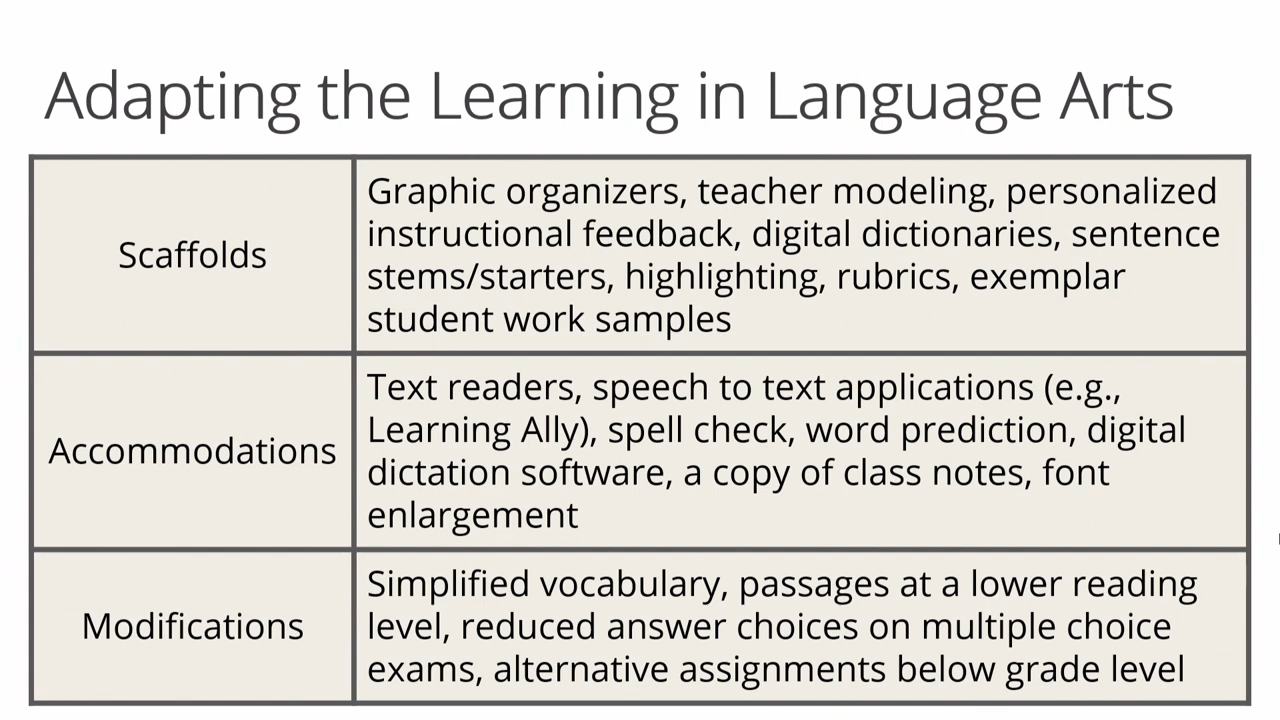 Adapting the Learning in Language Arts
Scaffolds
Graphic organizers, teacher modeling, personalized
instructional feedback, digital dictionaries, sentence
stems/starters, highlighting, rubrics, exemplar
student work samples
Accommodations
Text readers, speech to text applications (e.g.,
Learning Ally), spell check, word prediction, digital
dictation software, a copy of class notes, font
enlargement
Modifications
Simplified vocabulary, passages at a lower reading
level, reduced answer choices on multiple choice
exams, alternative assignments below grade level